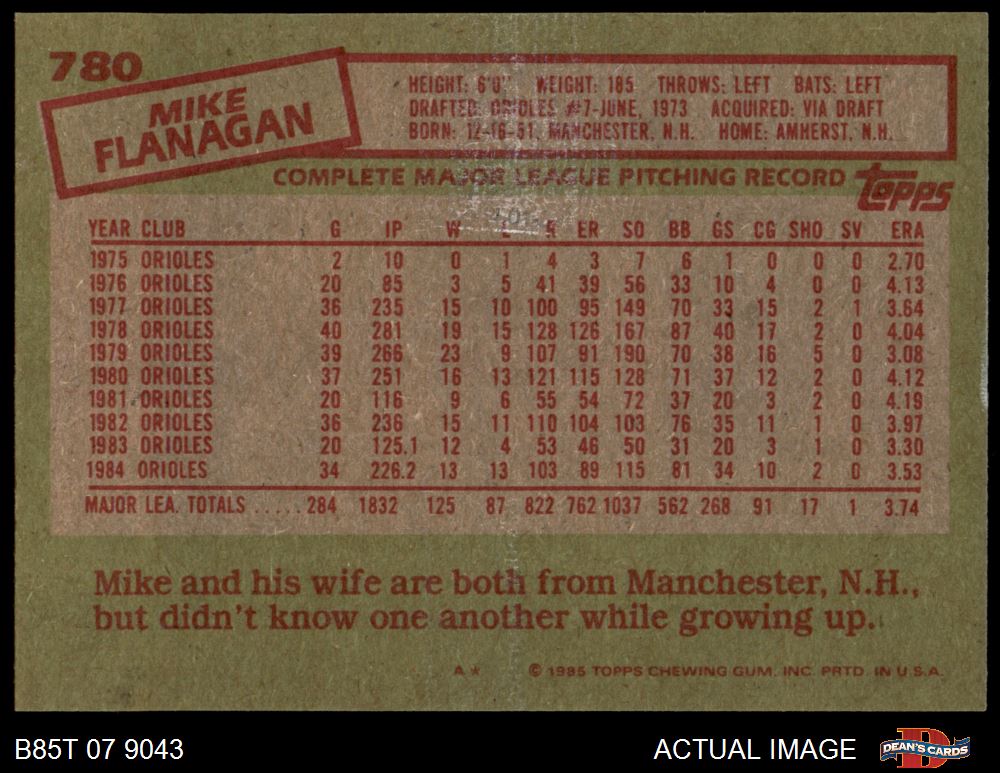 780
MIKE
FLANAGAN
HEIGHT: 6'0" WEIGHT: 185 THROWS: LEFT BATS: LEFT
DRAFTED: ORIOLES #7-JUNE, 1973 ACQUIRED: VIA DRAFT
BORN: 12-16-51, MANCHESTER, N.H. HOME: AMHERST, N.H.
COMPLETE MAJOR LEAGUE PITCHING RECORD
TOPPS
YEAR CLUB G IP W L R ER SO BB GS CG SHO SV ERA
1975 ORIOLES 2 10 0 1 4 3 7 6 1 0 0 0 2.70
1976 ORIOLES 20 85 3 5 41 39 56 33 10 4 0 0 4.13
1977 ORIOLES 36 235 15 10 100 95 149 70 33 15 2 1 3.64
1978 ORIOLES 40 281 19 15 128 126 167 87 40 17 2 0 4.04
1979 ORIOLES 39 266 23 9 107 91 190 70 38 16 5 0 3.08
1980 ORIOLES 37 251 16 13 121 115 128 71 37 12 2 0 4.12
1981 ORIOLES 20 116 9 6 55 54 72 37 20 3 2 0 4.19
1982 ORIOLES 36 236 15 11 110 104 103 76 35 11 1 0 3.97
1983 ORIOLES 20 125.1 12 4 53 46 50 31 20 3 1 0 3.30
1984 ORIOLES 34 226.2 13 13 103 89 115 81 34 10 2 0 3.53
MAJOR LEA. TOTALS ..... 284 1832 125 87 822 762 1037 562 268 91 17 1 3.74
Mike and his wife are both from Manchester, N.H.,
but didn't know one another while growing up.
A* © 1985 TOPPS CHEWING GUM, INC. PRTD. IN U.S.A.
B85T 07 9043
ACTUAL IMAGE
DEAN'S CARDS